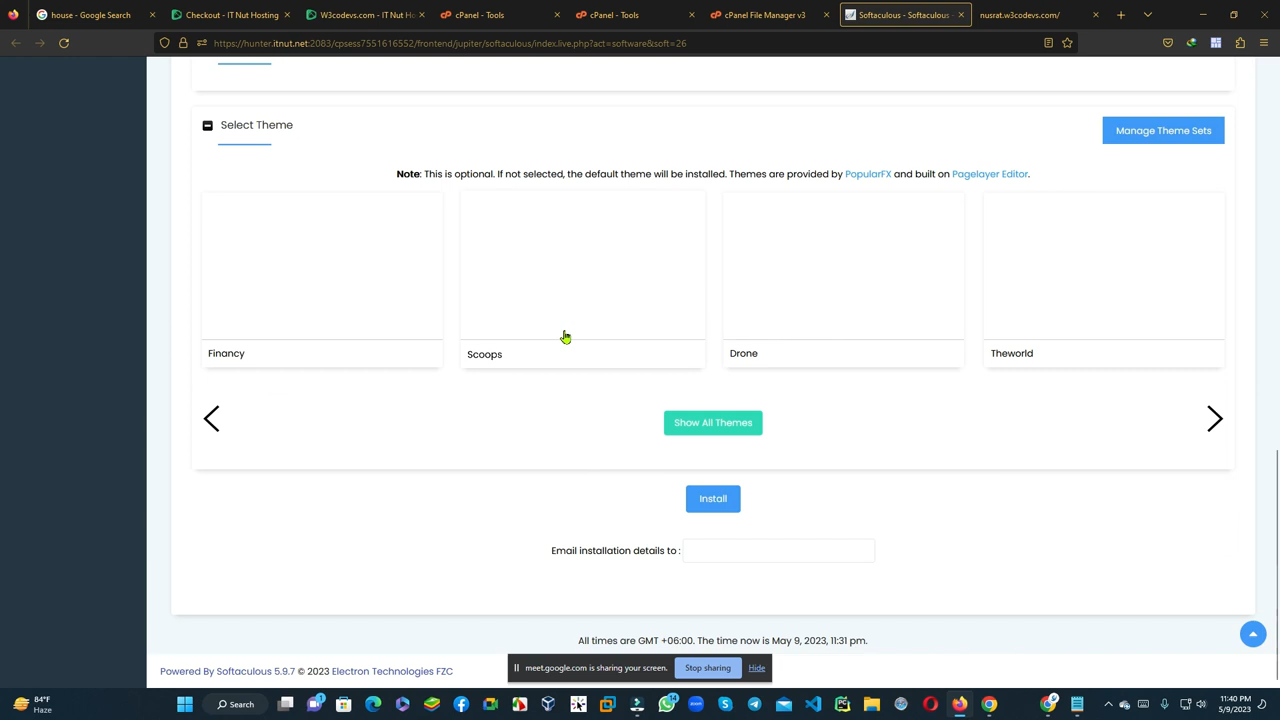 house - Google Search
Checkout - IT Nut Hosting
W3codevs.com - IT Nut H
cPanel - Tools
cPanel - Tools
cPanel File Manager v3
Softaculous - Softaculous -
nusrat.w3codevs.com/
https://hunter.itnut.net:2083/cpsess7551616552/frontend/jupiter/softaculous/index.live.php?act=software&soft=26
Select Theme
Manage Theme Sets
Note: This is optional. If not selected, the default theme will be installed. Themes are provided by PopularFX and built on Pagelayer Editor.
Financy
Scoops
Drone
Theworld
Show All Themes
Install
Email installation details to :
All times are GMT +06:00. The time now is May 9, 2023, 11:31 pm.
Powered By Softaculous 5.9.7 © 2023 Electron Technologies FZC
meet.google.com is sharing your screen.
Stop sharing
Hide
84°F
Haze
Search
1
14
5
11:40 PM
5/9/2023